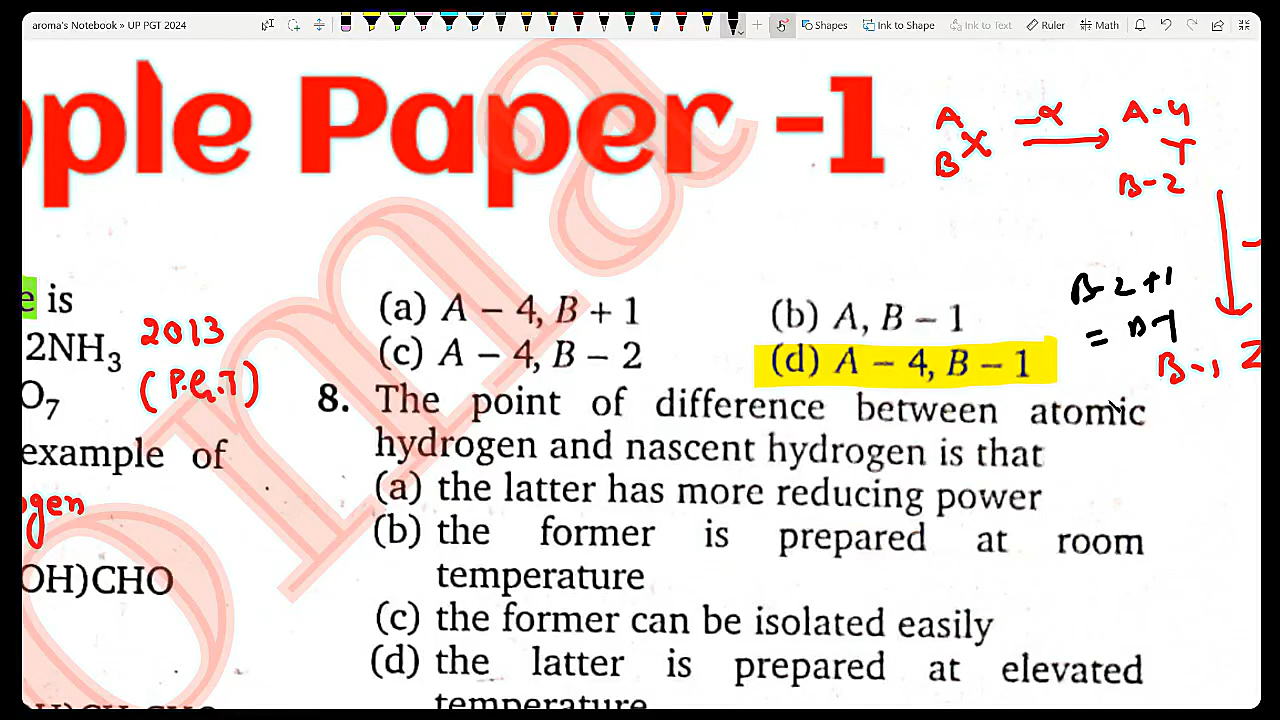 aroma's Notebook » UP PGT 2024
Shapes
Ink to Shape
Ink to Text
Ruler
Math
ple Paper -1
A
B X -α A-4
Y
B-2
e is
2NH₃
O₇
2013
(P.G.T)
example of
ogen
OH)CHO
(a) A – 4, B + 1 (b) A, B – 1
(c) A – 4, B – 2 (d) A – 4, B – 1
B-2+1
B-1
8. The point of difference between atomic
hydrogen and nascent hydrogen is that
(a) the latter has more reducing power
(b) the former is prepared at room
temperature
(c) the former can be isolated easily
(d) the latter is prepared at elevated
temperature
oma